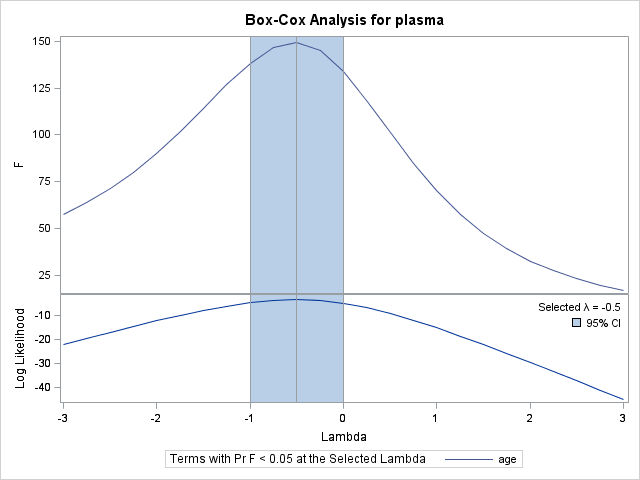 Box-Cox Analysis for plasma
150
125
100
75
50
25
F
-10
-20
-30
-40
Log Likelihood
Selected λ = -0.5
95% CI
-3 -2 -1 0 1 2 3
Lambda
Terms with Pr F < 0.05 at the Selected Lambda age